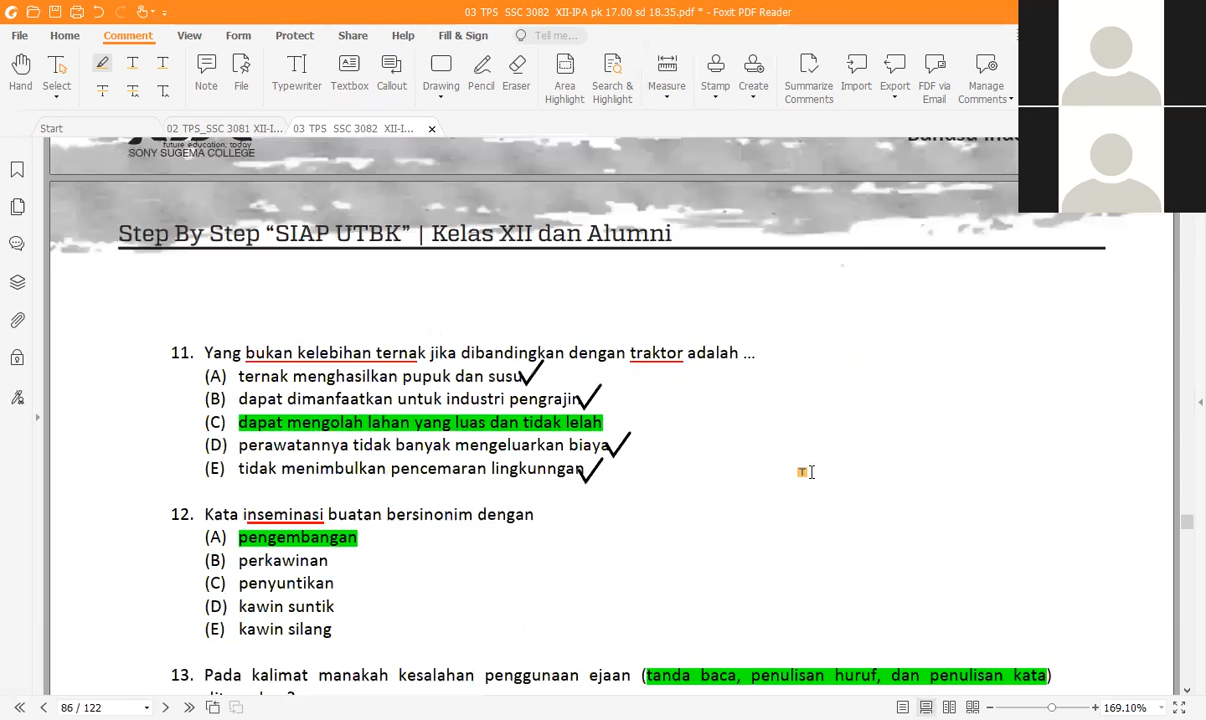 03 TPS SSC 3082 XII-IPA pk 17.00 sd 18.35.pdf * - Foxit PDF Reader
File Home Comment View Form Protect Share Help Fill & Sign Tell me...
Hand Select Note File Typewriter Textbox Callout Drawing Pencil Eraser Area Highlight Search & Highlight Measure Stamp Create Summarize Comments Import Export FDF via Email Manage Comments
Start 02 TPS_SSC 3081 XII-I... 03 TPS SSC 3082 XII-I...
future education, today
SONY SUGEMA COLLEGE
Step By Step “SIAP UTBK” | Kelas XII dan Alumni
11. Yang bukan kelebihan ternak jika dibandingkan dengan traktor adalah ...
(A) ternak menghasilkan pupuk dan susu
(B) dapat dimanfaatkan untuk industri pengrajin
(C) dapat mengolah lahan yang luas dan tidak lelah
(D) perawatannya tidak banyak mengeluarkan biaya
(E) tidak menimbulkan pencemaran lingkunngan
12. Kata inseminasi buatan bersinonim dengan
(A) pengembangan
(B) perkawinan
(C) penyuntikan
(D) kawin suntik
(E) kawin silang
13. Pada kalimat manakah kesalahan penggunaan ejaan (tanda baca, penulisan huruf, dan penulisan kata)
86 / 122
169.10%